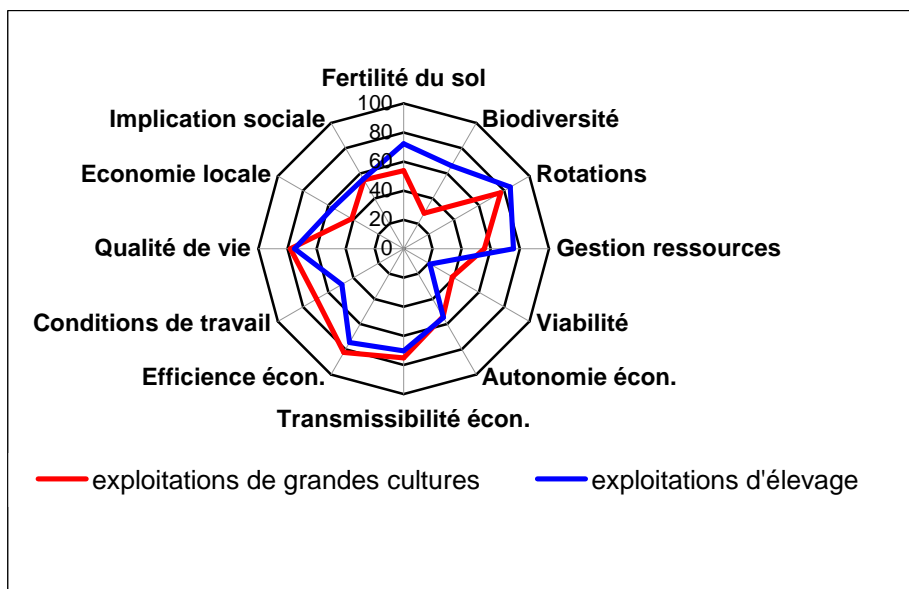 Fertilité du sol
100
Implication sociale
Biodiversité
80
Economie locale
60
Rotations
40
20
Qualité de vie
0
Gestion ressources
Conditions de travail
Viabilité
Efficience écon.
Autonomie écon.
Transmissibilité écon.
exploitations de grandes cultures
exploitations d'élevage